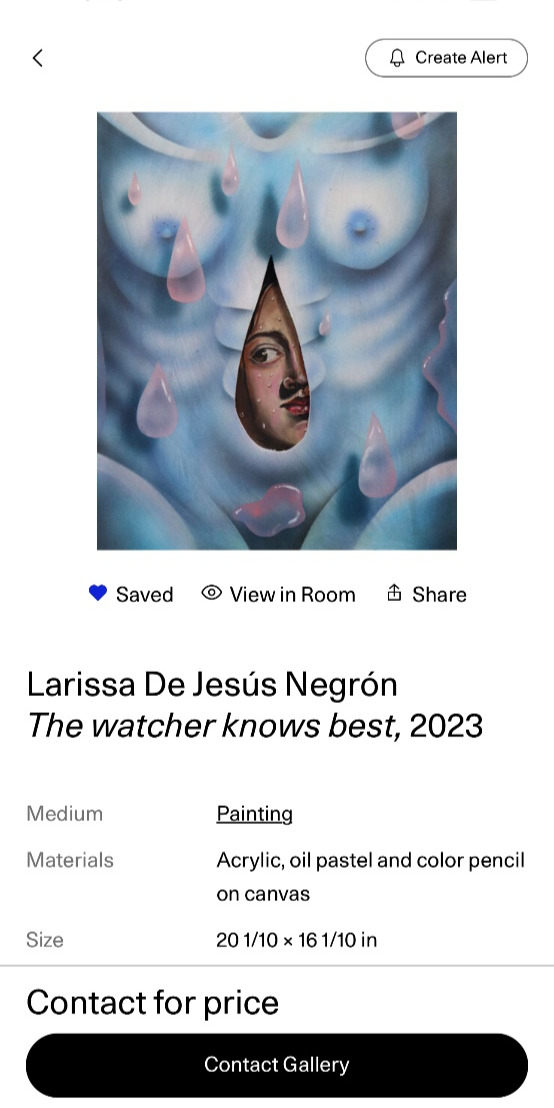 Create Alert
Saved
View in Room
Share
Larissa De Jesús Negrón
The watcher knows best, 2023
Medium
Painting
Materials
Acrylic, oil pastel and color pencil
on canvas
Size
20 1/10 × 16 1/10 in
Contact for price
Contact Gallery